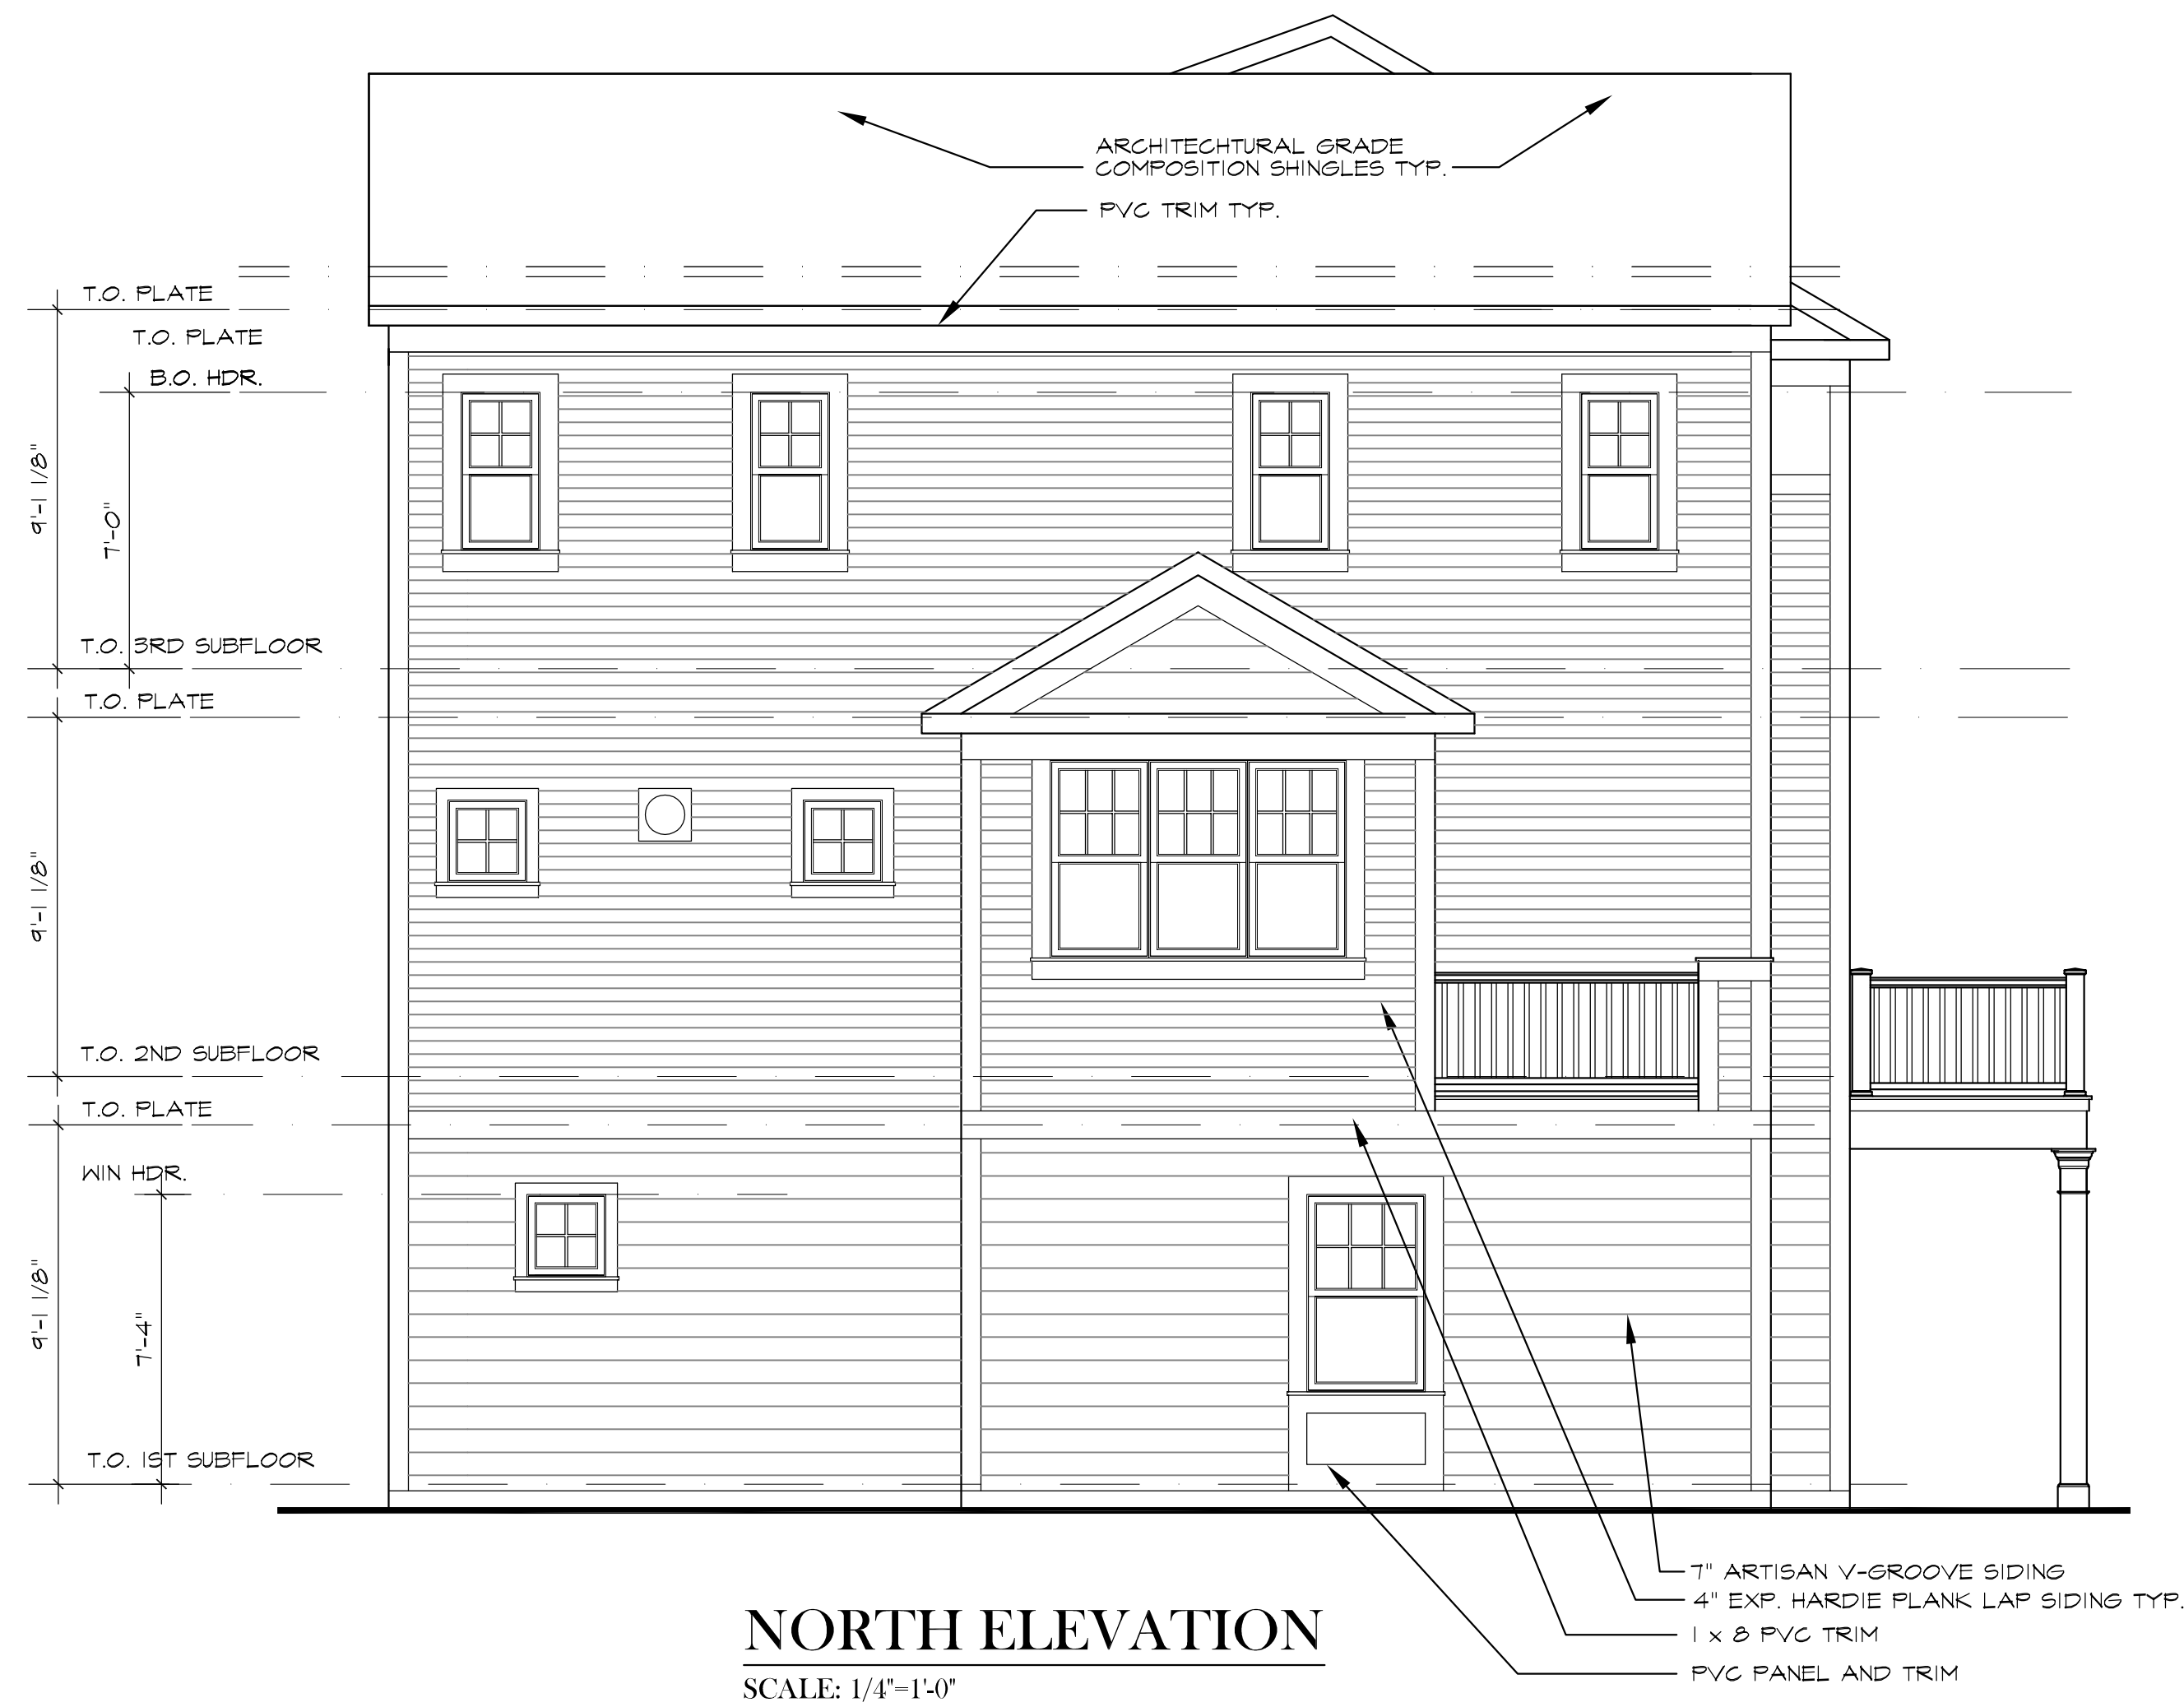 ARCHITECHTURAL GRADE
COMPOSITION SHINGLES TYP.
PVC TRIM TYP.
T.O. PLATE
T.O. PLATE
B.O. HDR.
9'-1 1/8"
7'-0"
T.O. 3RD SUBFLOOR
T.O. PLATE
9'-1 1/8"
T.O. 2ND SUBFLOOR
T.O. PLATE
WIN HDR.
9'-1 1/8"
7'-4"
T.O. 1ST SUBFLOOR
7" ARTISAN V-GROOVE SIDING
4" EXP. HARDIE PLANK LAP SIDING TYP.
1 x 8 PVC TRIM
PVC PANEL AND TRIM
NORTH ELEVATION
SCALE: 1/4"=1'-0"